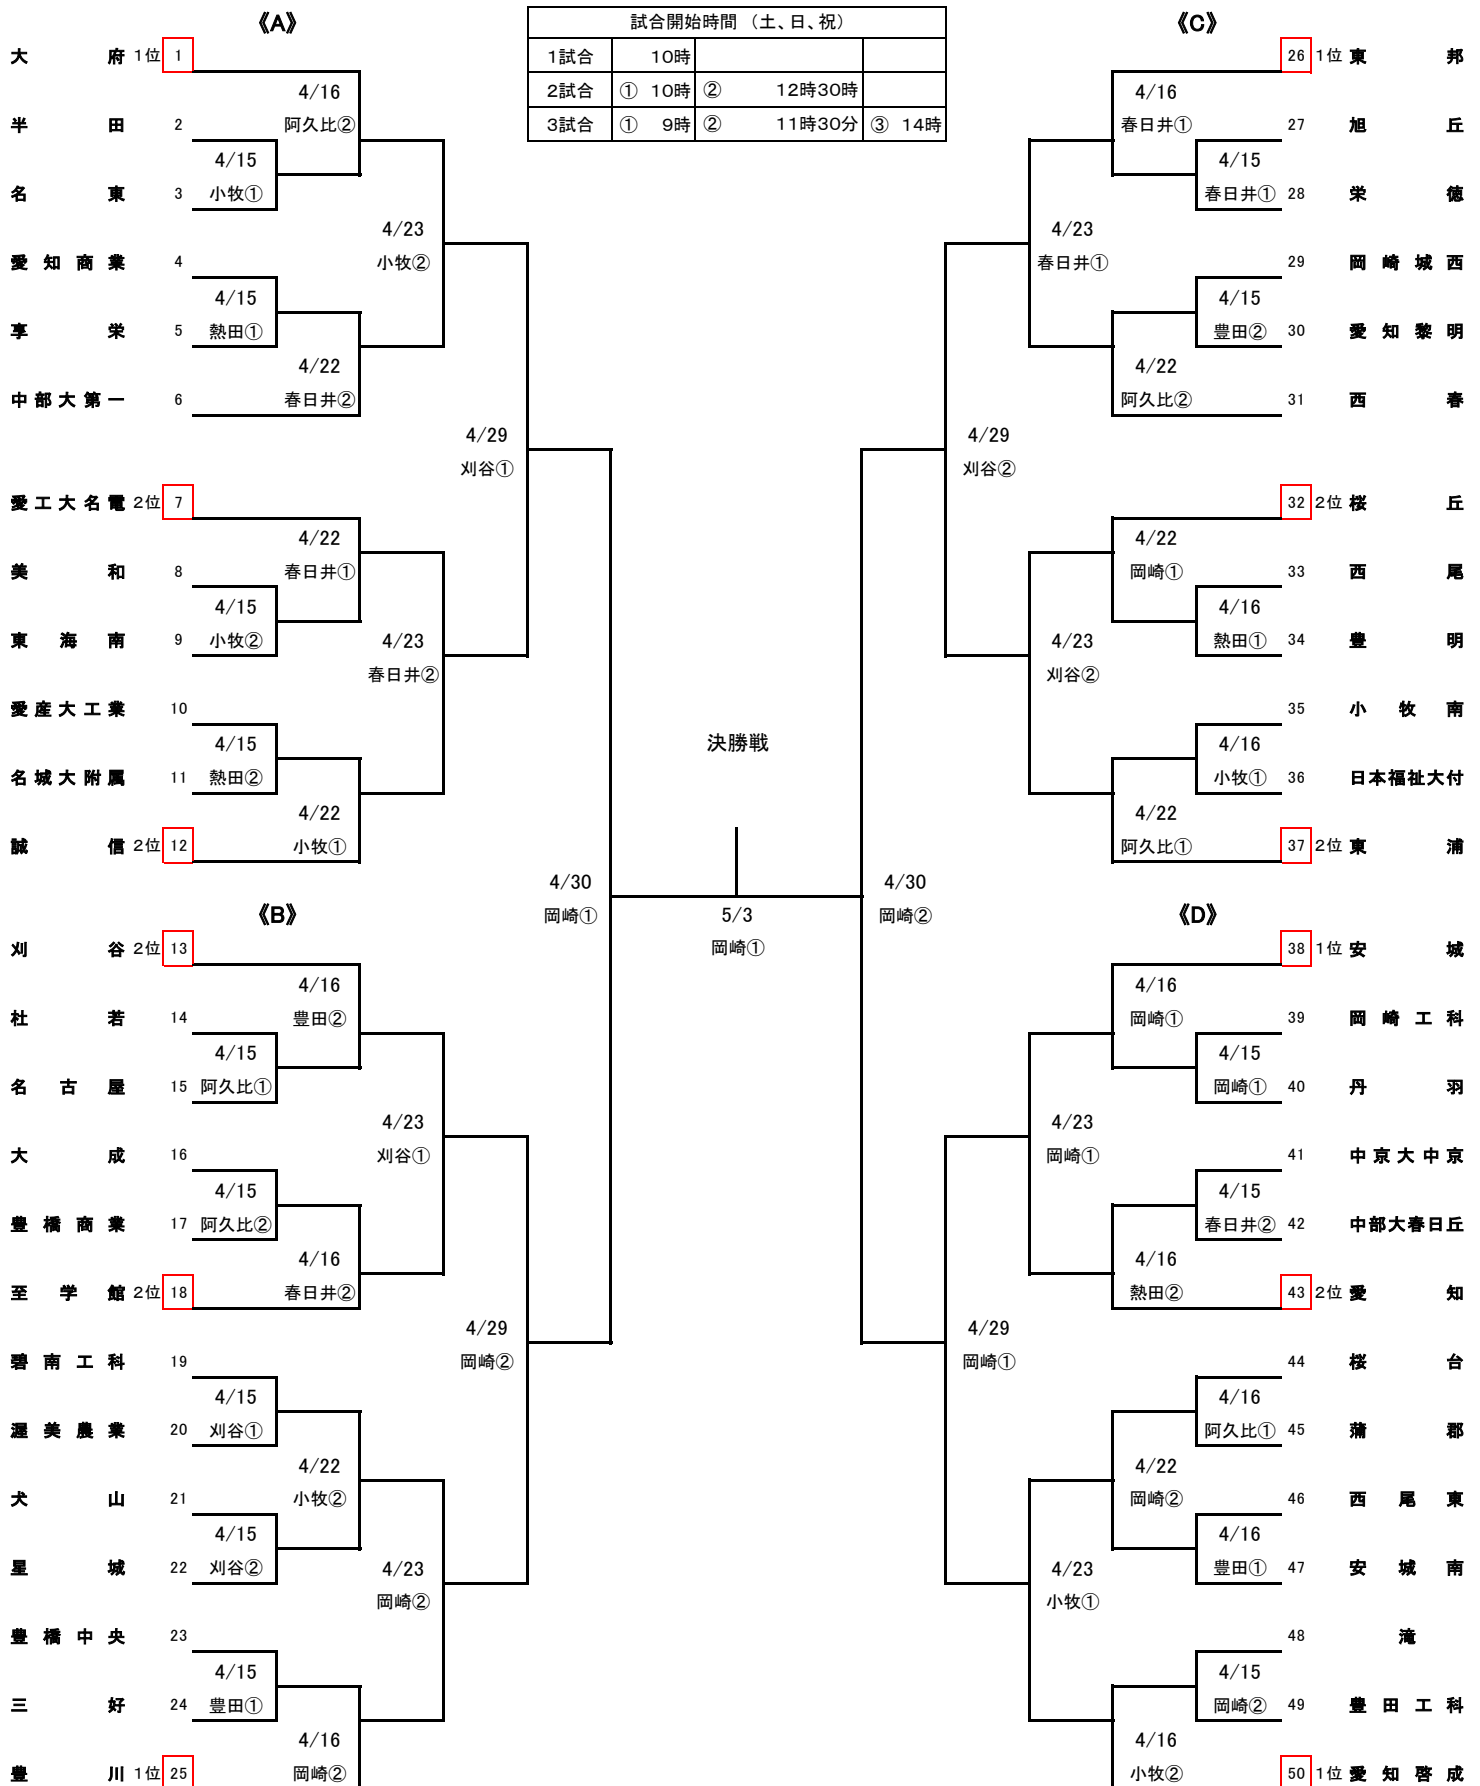 《A》
試合開始時間 （土、日、祝）
1試合 10時
2試合 ① 10時 ② 12時30時
3試合 ① 9時 ② 11時30分 ③ 14時
大府 1位 1
4/16
半田 2 阿久比②
4/15
名東 3 小牧①
4/23
愛知商業 4 小牧②
4/15
享栄 5 熱田①
4/22
中部大第一 6 春日井②
4/29
刈谷①
愛工大名電 2位 7
4/22
美和 8 春日井①
4/15
東海南 9 小牧② 4/23
春日井②
愛産大工業 10
4/15
名城大附属 11 熱田②
4/22
誠信 2位 12 小牧①
4/30
岡崎①
《B》
刈谷 2位 13
4/16
杜若 14 豊田②
4/15
名古屋 15 阿久比①
4/23
大成 16 刈谷①
4/15
豊橋商業 17 阿久比②
4/16
至学館 2位 18 春日井②
4/29
碧南工科 19 岡崎②
4/15
渥美農業 20 刈谷①
4/22
犬山 21 小牧②
4/15
星城 22 刈谷② 4/23
岡崎②
豊橋中央 23
4/15
三好 24 豊田①
4/16
豊川 1位 25 岡崎②
決勝戦
5/3
岡崎①
《C》
26 1位 東邦
4/16
春日井① 27 旭丘
4/15
春日井① 28 栄徳
4/23
春日井① 29 岡崎城西
4/15
豊田② 30 愛知黎明
4/22
阿久比② 31 西春
4/29
刈谷②
32 2位 桜丘
4/22
岡崎① 33 西尾
4/16
4/23 熱田① 34 豊明
刈谷②
35 小牧南
4/16
小牧① 36 日本福祉大付
4/22
阿久比① 37 2位 東浦
4/30
岡崎②
《D》
38 1位 安城
4/16
岡崎① 39 岡崎工科
4/15
岡崎① 40 丹羽
4/23
岡崎① 41 中京大中京
4/15
春日井② 42 中部大春日丘
4/16
熱田② 43 2位 愛知
4/29
岡崎① 44 桜台
4/16
阿久比① 45 蒲郡
4/22
岡崎② 46 西尾東
4/16
4/23 豊田① 47 安城南
小牧①
48 滝
4/15
岡崎② 49 豊田工科
4/16
小牧② 50 1位 愛知啓成